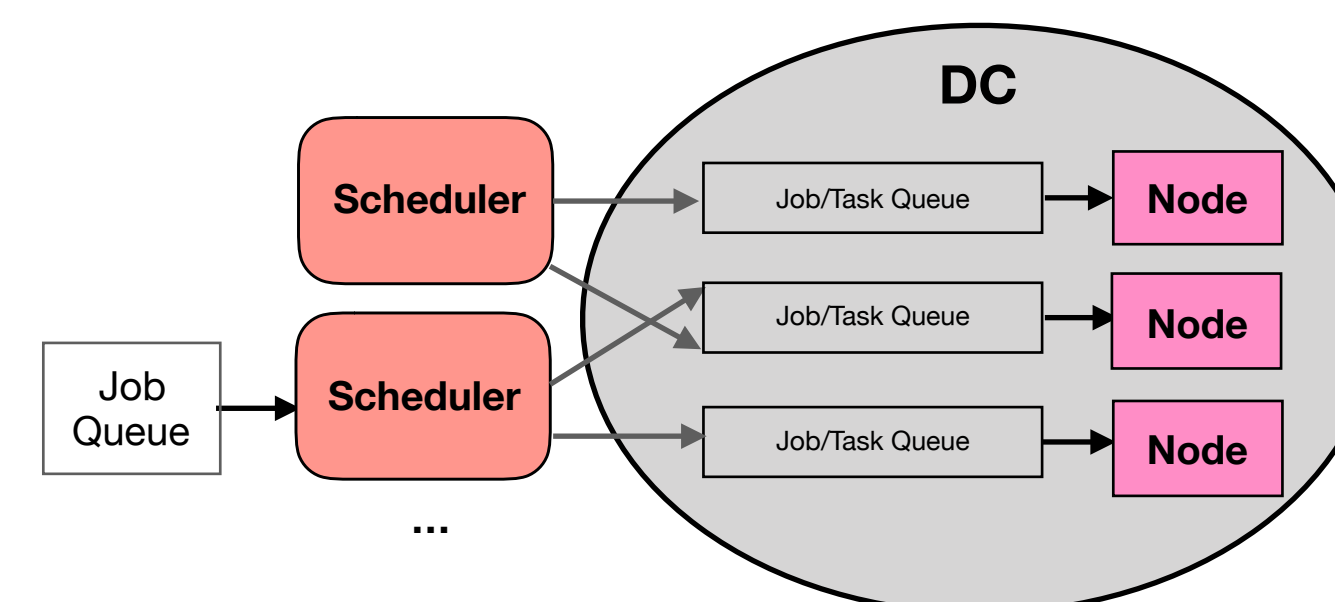 DC
Scheduler
Job/Task Queue
Node
Job/Task Queue
Node
Job
Queue
Scheduler
Job/Task Queue
Node
...